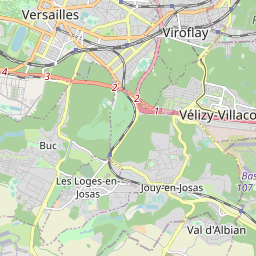 Versailles
Viroflay
4
3
2
2
1
Vélizy-Villaco
Buc
Les Loges-en-
Josas
Jouy-en-Josas
Bas
107
Val d'Albian